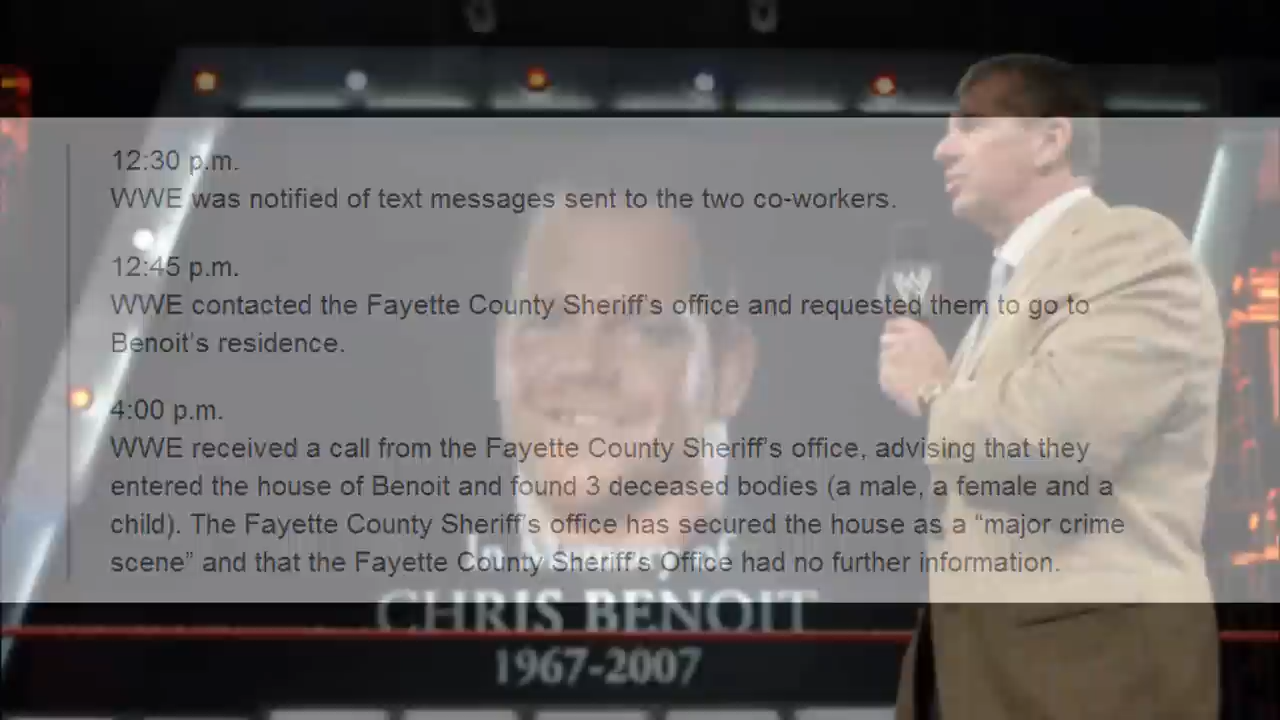 12:30 p.m.
WWE was notified of text messages sent to the two co-workers.
12:45 p.m.
WWE contacted the Fayette County Sheriff's office and requested them to go to
Benoit's residence.
4:00 p.m.
WWE received a call from the Fayette County Sheriff's office, advising that they
entered the house of Benoit and found 3 deceased bodies (a male, a female and a
child). The Fayette County Sheriff's office has secured the house as a “major crime
scene” and that the Fayette County Sheriff's Office had no further information.
CHRIS BENOIT
1967-2007